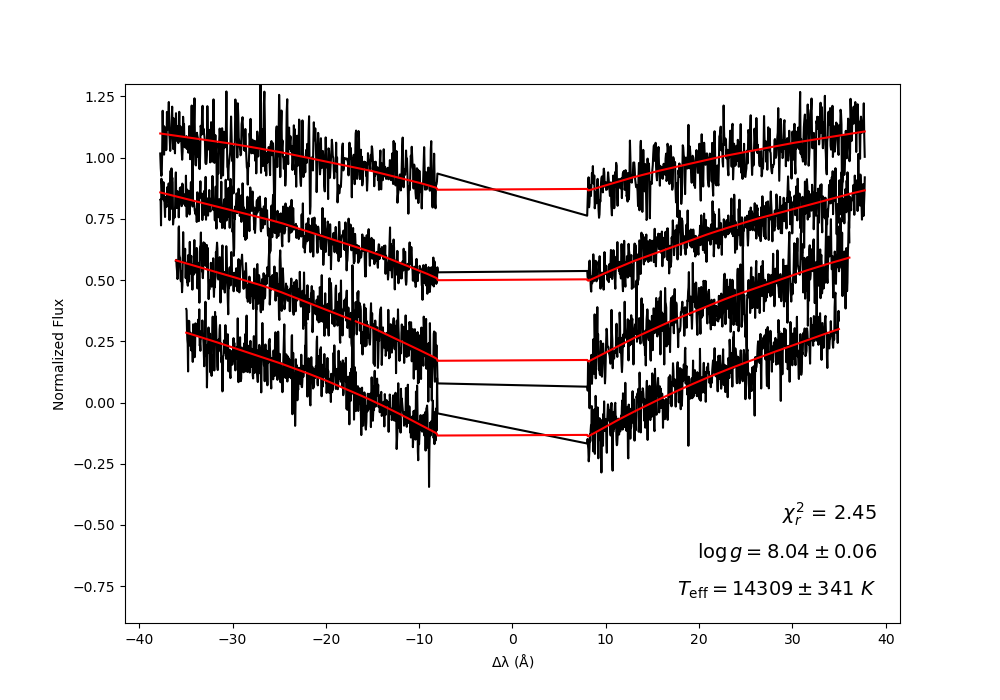 1.25
1.00
0.75
0.50
0.25
0.00
−0.25
−0.50
−0.75
Normalized Flux
χ²ᵣ = 2.45
log g = 8.04 ± 0.06
T_eff = 14309 ± 341 K
−40 −30 −20 −10 0 10 20 30 40
Δλ (Å)